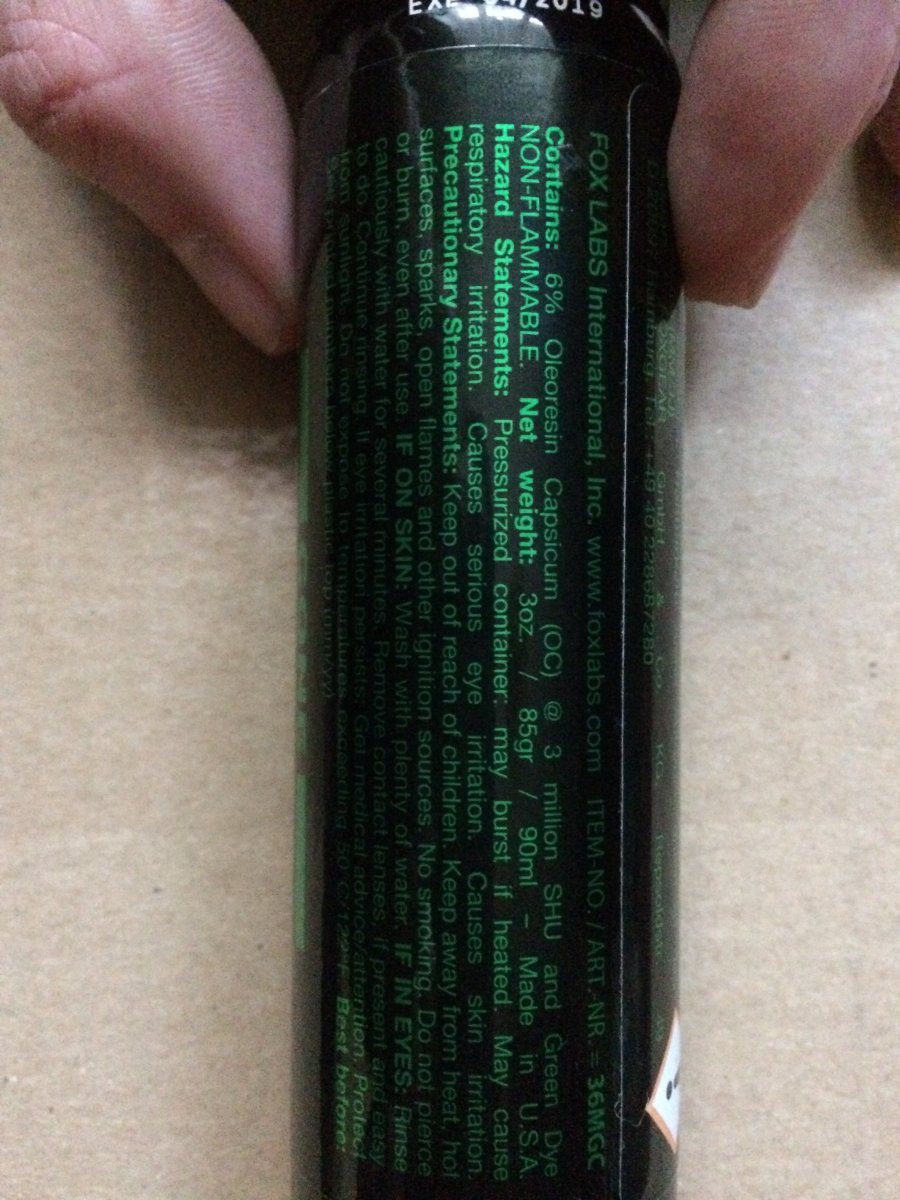 04/2019
FOX LABS International, Inc. www.foxlabs.com ITEM-NO. / ART.-NR. = 36MGC
Contains: 6% Oleoresin Capsicum (OC) @ 3 million SHU and Green Dye
NON-FLAMMABLE. Net weight: 3oz. / 85gr / 90ml – Made in U.S.A.
Hazard Statements: Pressurized container: may burst if heated. May cause
respiratory irritation. Causes serious eye irritation. Causes skin irritation.
Precautionary Statements: Keep out of reach of children. Keep away from heat, hot
surfaces, sparks, open flames and other ignition sources. No smoking. Do not pierce
or burn, even after use. IF ON SKIN: Wash with plenty of water. IF IN EYES: Rinse
cautiously with water for several minutes. Remove contact lenses, if present and easy
to do. Continue rinsing. If eye irritation persists: Get medical advice/attention. Protect
from sunlight. Do not expose to temperatures exceeding 50°C/122°F. Best before:
GmbH & Co KG
Hamburg Tel.: +49 40